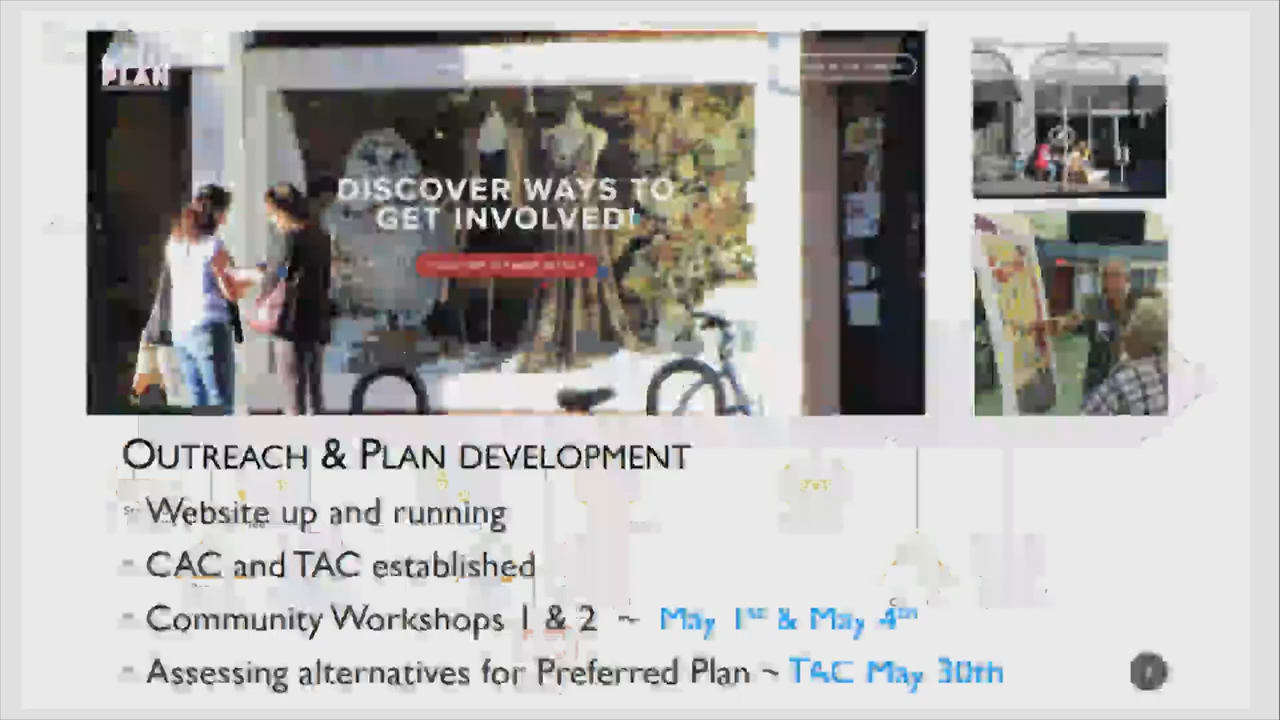 PLAN
DISCOVER WAYS TO
GET INVOLVED!
OUTREACH & PLAN DEVELOPMENT
- Website up and running
- CAC and TAC established
- Community Workshops 1 & 2 ~ May 1st & May 4th
- Assessing alternatives for Preferred Plan ~ TAC May 30th